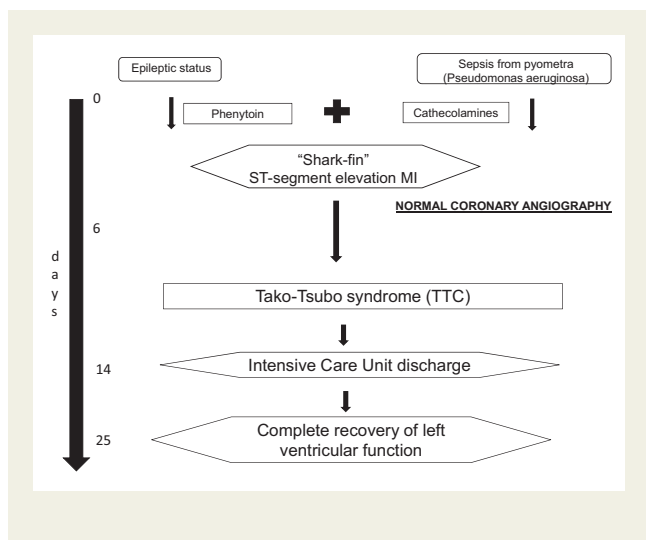 Epileptic status
Sepsis from pyometra
(Pseudomonas aeruginosa)
0
Phenytoin
Cathecolamines
"Shark-fin"
ST-segment elevation MI
NORMAL CORONARY ANGIOGRAPHY
6
days
Tako-Tsubo syndrome (TTC)
14
Intensive Care Unit discharge
25
Complete recovery of left
ventricular function